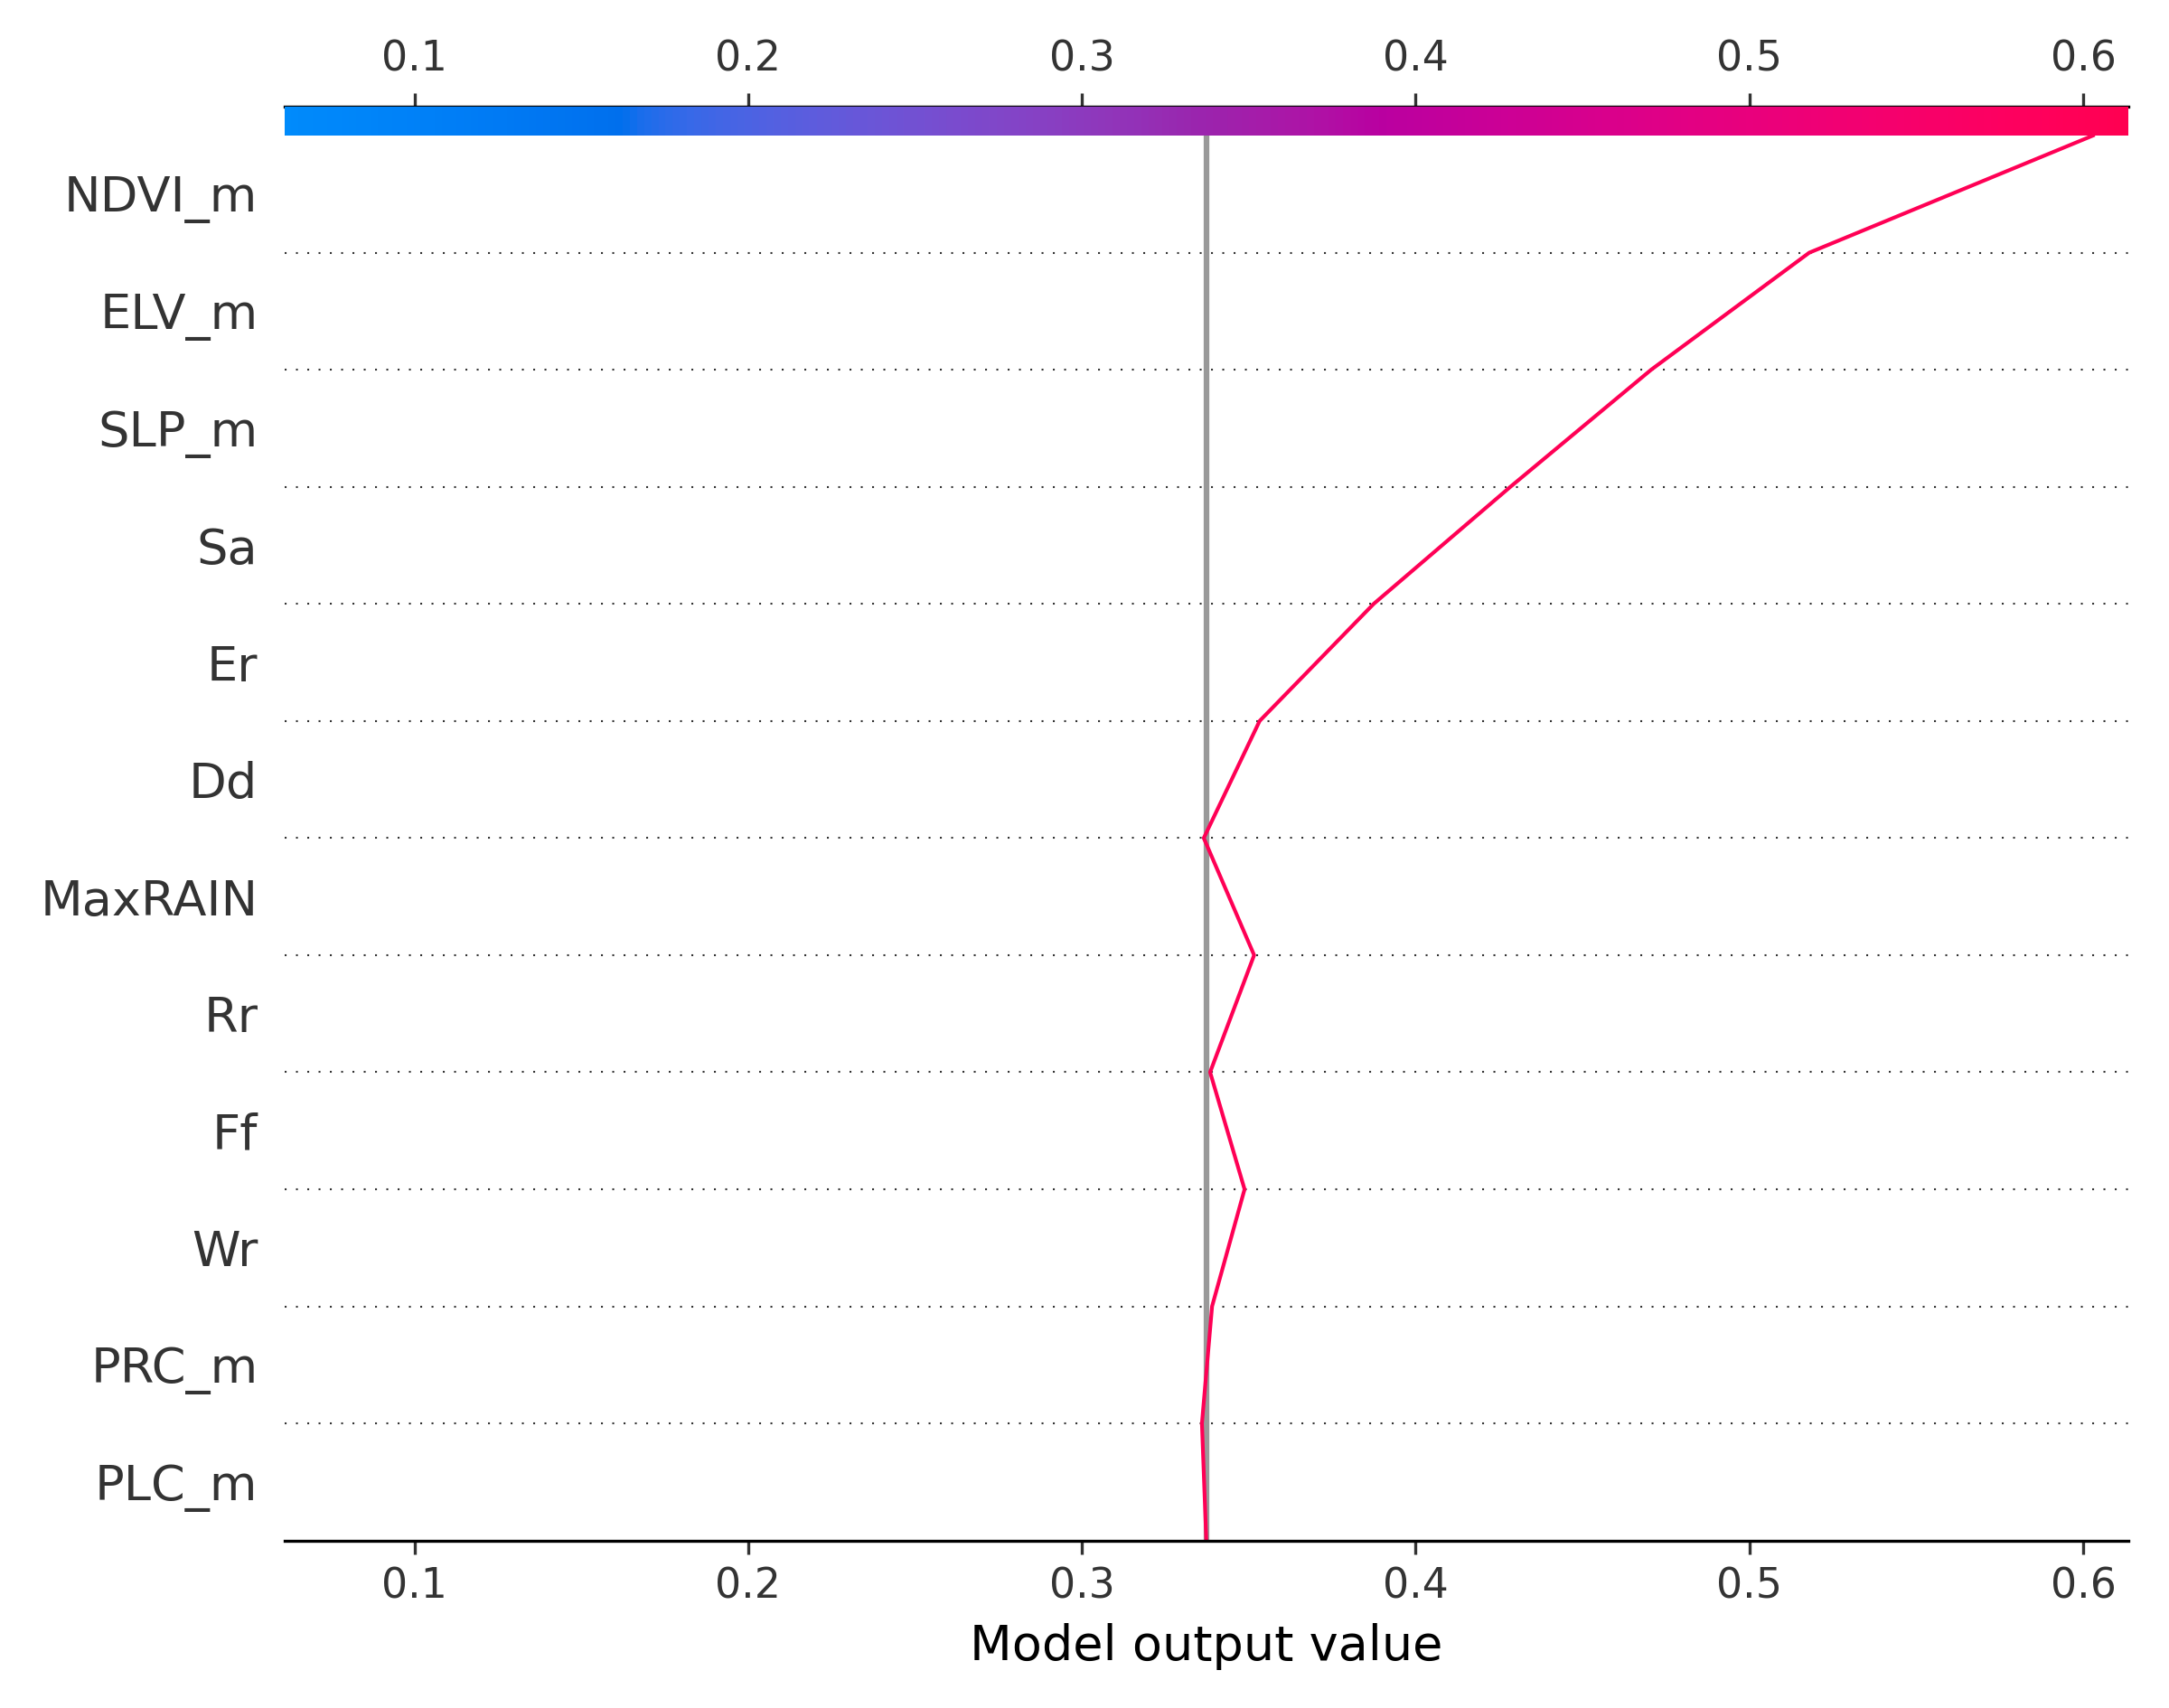 0.1 0.2 0.3 0.4 0.5 0.6
NDVI_m
ELV_m
SLP_m
Sa
Er
Dd
MaxRAIN
Rr
Ff
Wr
PRC_m
PLC_m
0.1 0.2 0.3 0.4 0.5 0.6
Model output value